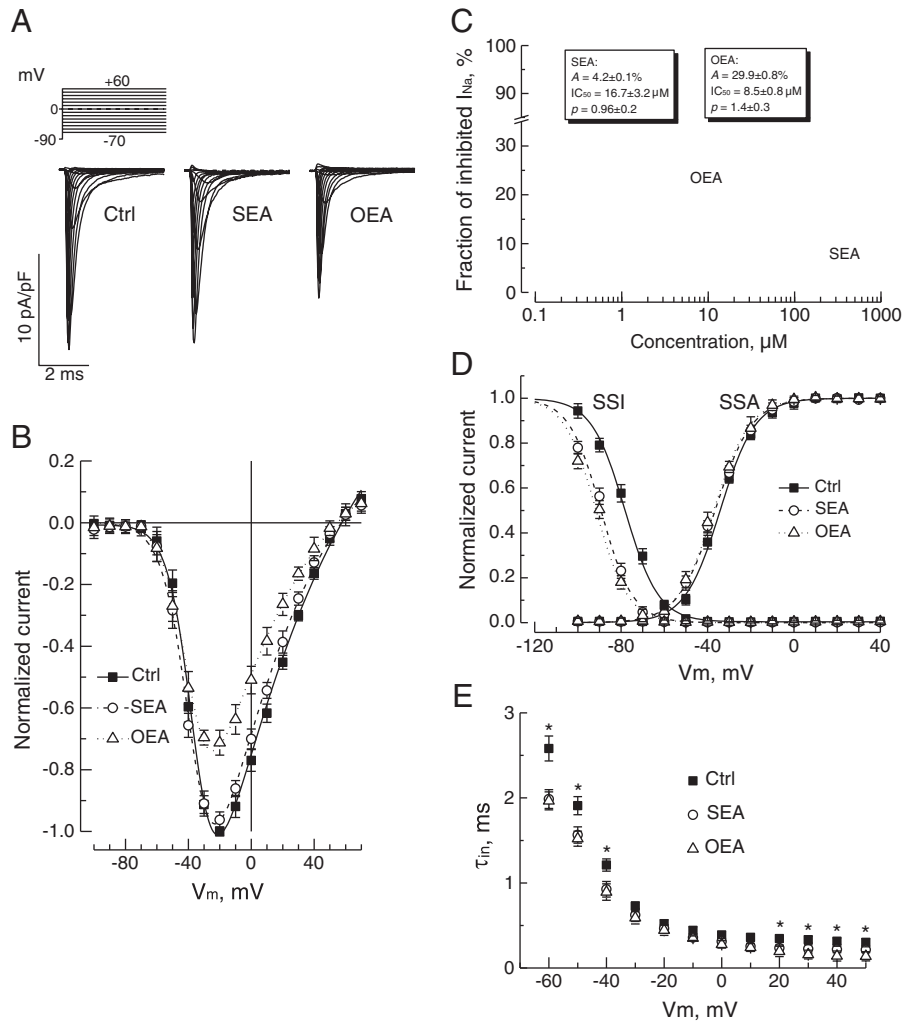 A
mV
+60
0
-90
-70
Ctrl
SEA
OEA
10 pA/pF
2 ms
B
Normalized current
0.2
0.0
-0.2
-0.4
-0.6
-0.8
-1.0
Ctrl
SEA
OEA
-80
-40
0
40
Vm, mV
C
Fraction of inhibited INa, %
100
90
30
20
10
0
SEA:
A = 4.2±0.1%
IC50 = 16.7±3.2 µM
p = 0.96±0.2
OEA:
A = 29.9±0.8%
IC50 = 8.5±0.8 µM
p = 1.4±0.3
OEA
SEA
0.1
1
10
100
1000
Concentration, µM
D
Normalized current
1.0
0.8
0.6
0.4
0.2
0.0
SSI
SSA
Ctrl
SEA
OEA
-120
-80
-40
0
40
Vm, mV
E
τin, ms
3
2
1
0
*
*
*
Ctrl
SEA
OEA
* * * *
-60
-40
-20
0
20
40
Vm, mV